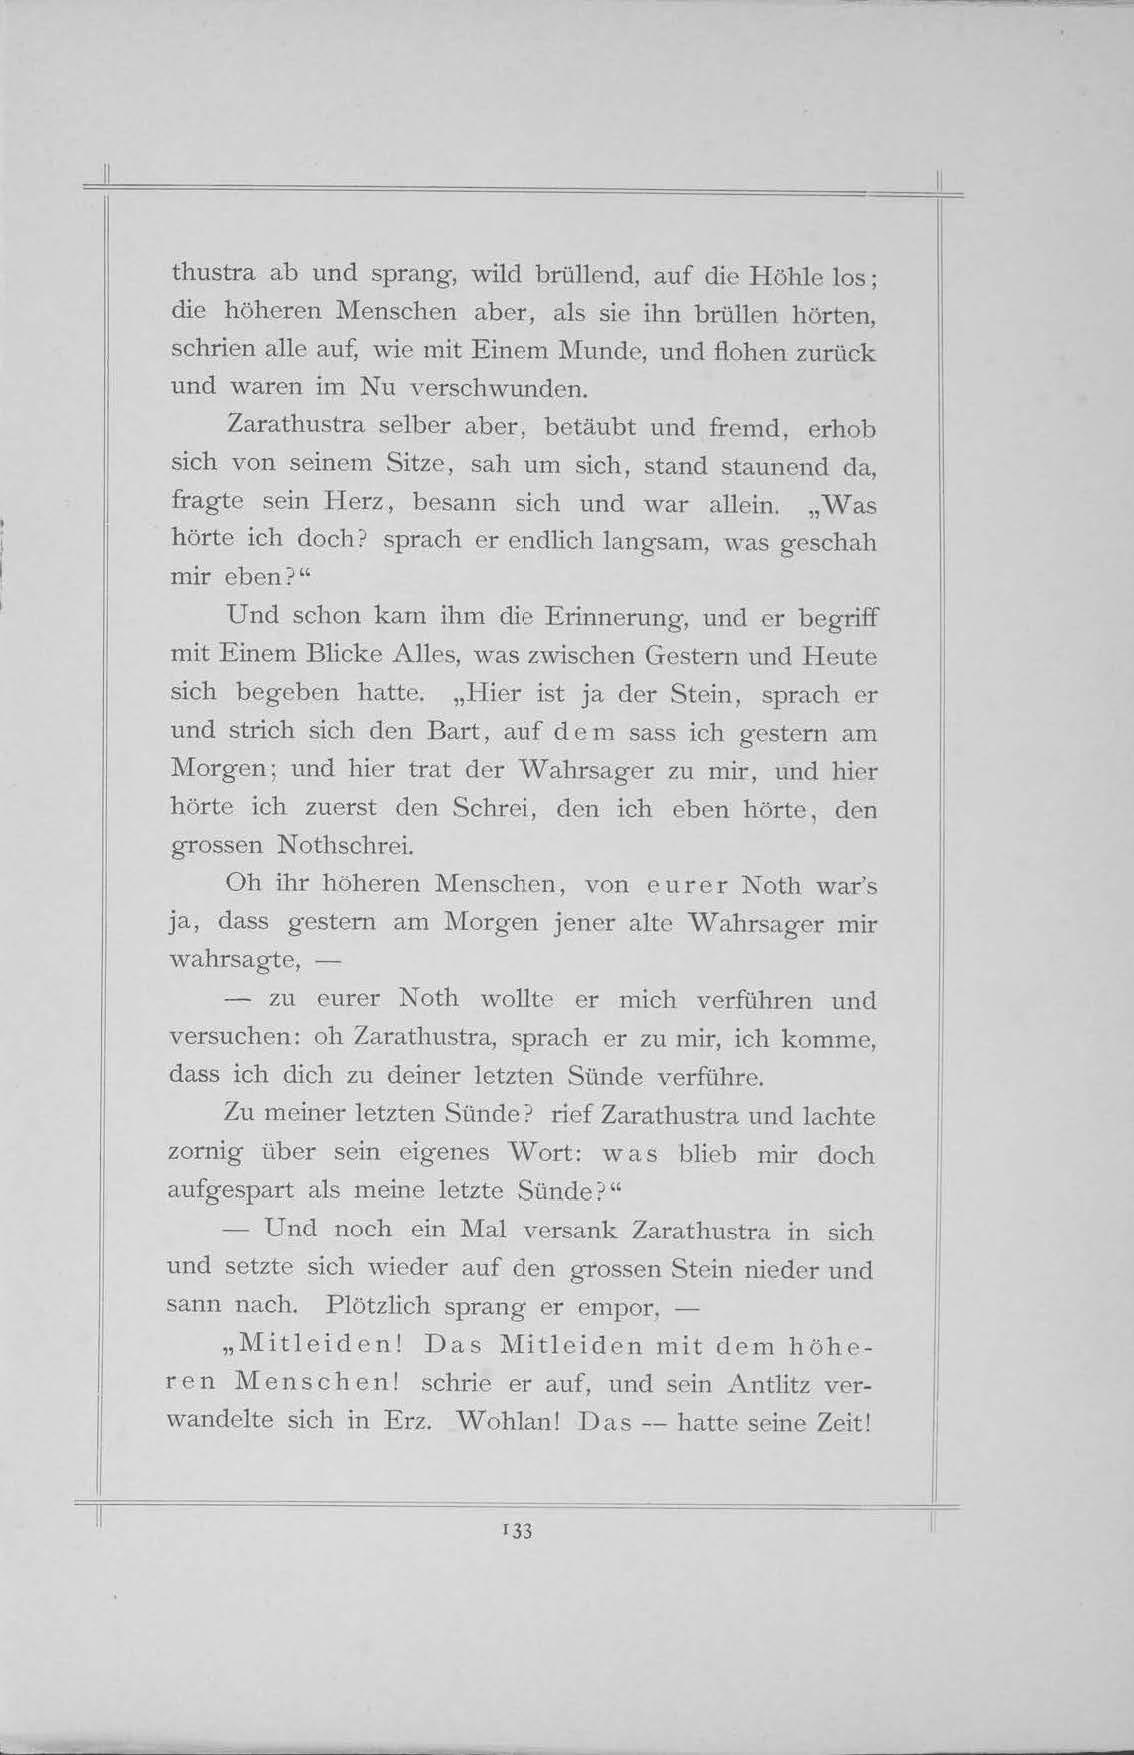 thustra ab und sprang, wild brüllend, auf die Höhle los;
die höheren Menschen aber, als sie ihn brüllen hörten,
schrien alle auf, wie mit Einem Munde, und flohen zurück
und waren im Nu verschwunden.
Zarathustra selber aber, betäubt und fremd, erhob
sich von seinem Sitze, sah um sich, stand staunend da,
fragte sein Herz, besann sich und war allein. „Was
hörte ich doch? sprach er endlich langsam, was geschah
mir eben?“
Und schon kam ihm die Erinnerung, und er begriff
mit Einem Blicke Alles, was zwischen Gestern und Heute
sich begeben hatte. „Hier ist ja der Stein, sprach er
und strich sich den Bart, auf dem sass ich gestern am
Morgen; und hier trat der Wahrsager zu mir, und hier
hörte ich zuerst den Schrei, den ich eben hörte, den
grossen Nothschrei.
Oh ihr höheren Menschen, von eurer Noth war's
ja, dass gestern am Morgen jener alte Wahrsager mir
wahrsagte, —
— zu eurer Noth wollte er mich verführen und
versuchen: oh Zarathustra, sprach er zu mir, ich komme,
dass ich dich zu deiner letzten Sünde verführe.
Zu meiner letzten Sünde? rief Zarathustra und lachte
zornig über sein eigenes Wort: was blieb mir doch
aufgespart als meine letzte Sünde?“
— Und noch ein Mal versank Zarathustra in sich
und setzte sich wieder auf den grossen Stein nieder und
sann nach. Plötzlich sprang er empor, —
„Mitleiden! Das Mitleiden mit dem höhe-
ren Menschen! schrie er auf, und sein Antlitz ver-
wandelte sich in Erz. Wohlan! Das — hatte seine Zeit!
133